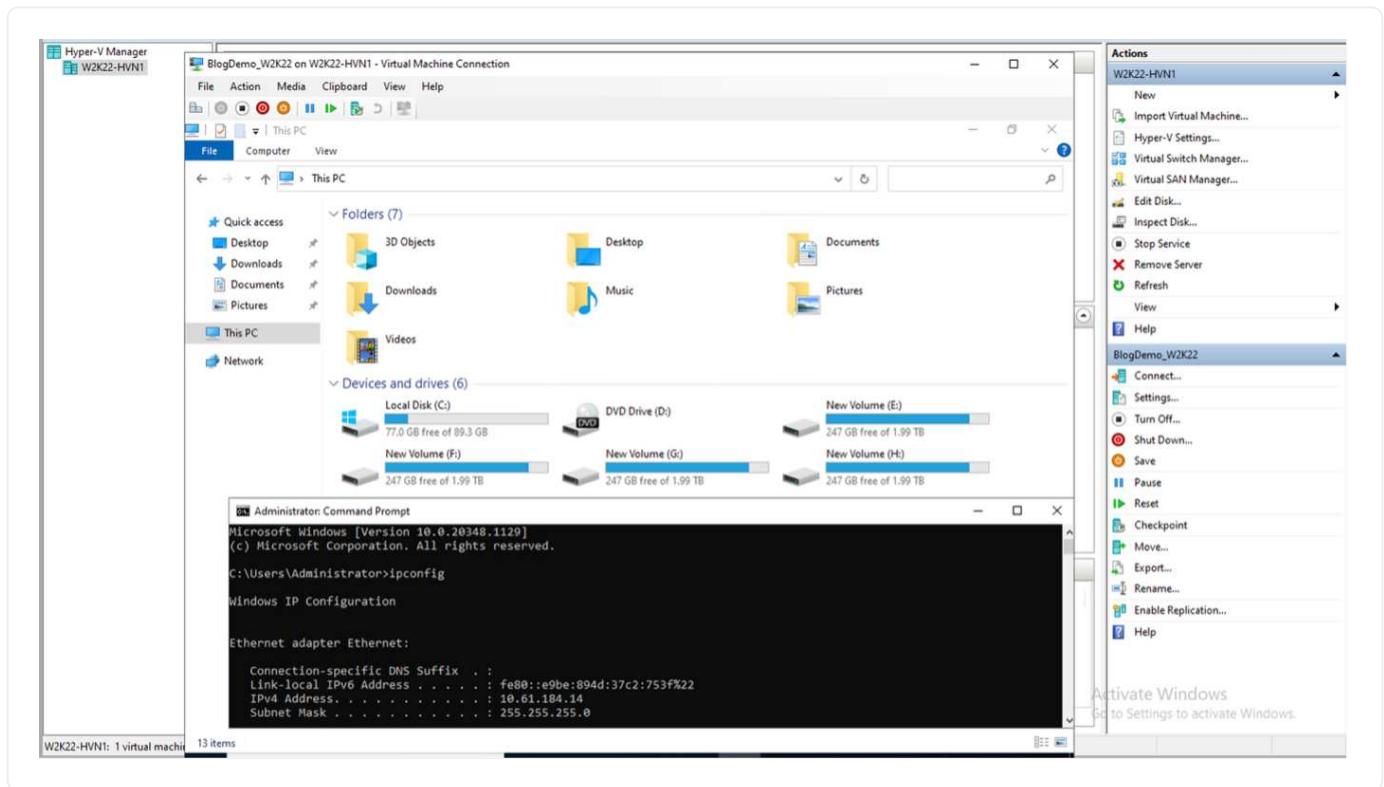 Hyper-V Manager
W2K22-HVN1
BlogDemo_W2K22 on W2K22-HVN1 - Virtual Machine Connection
File Action Media Clipboard View Help
This PC
File Computer View
This PC
Quick access
Desktop
Downloads
Documents
Pictures
This PC
Network
Folders (7)
3D Objects
Desktop
Documents
Downloads
Music
Pictures
Videos
Devices and drives (6)
Local Disk (C:)
77.0 GB free of 89.3 GB
DVD Drive (D:)
DVD
New Volume (E:)
247 GB free of 1.99 TB
New Volume (F:)
247 GB free of 1.99 TB
New Volume (G:)
247 GB free of 1.99 TB
New Volume (H:)
247 GB free of 1.99 TB
Administrator: Command Prompt
Microsoft Windows [Version 10.0.20348.1129]
(c) Microsoft Corporation. All rights reserved.
C:\Users\Administrator>ipconfig
Windows IP Configuration
Ethernet adapter Ethernet:
Connection-specific DNS Suffix . :
Link-local IPv6 Address . . . . . : fe80::e9be:894d:37c2:753f%22
IPv4 Address. . . . . . . . . . . : 10.61.184.14
Subnet Mask . . . . . . . . . . . : 255.255.255.0
13 items
W2K22-HVN1: 1 virtual machi
Actions
W2K22-HVN1
New
Import Virtual Machine...
Hyper-V Settings...
Virtual Switch Manager...
Virtual SAN Manager...
Edit Disk...
Inspect Disk...
Stop Service
Remove Server
Refresh
View
Help
BlogDemo_W2K22
Connect...
Settings...
Turn Off...
Shut Down...
Save
Pause
Reset
Checkpoint
Move...
Export...
Rename...
Enable Replication...
Help
Activate Windows
Go to Settings to activate Windows.